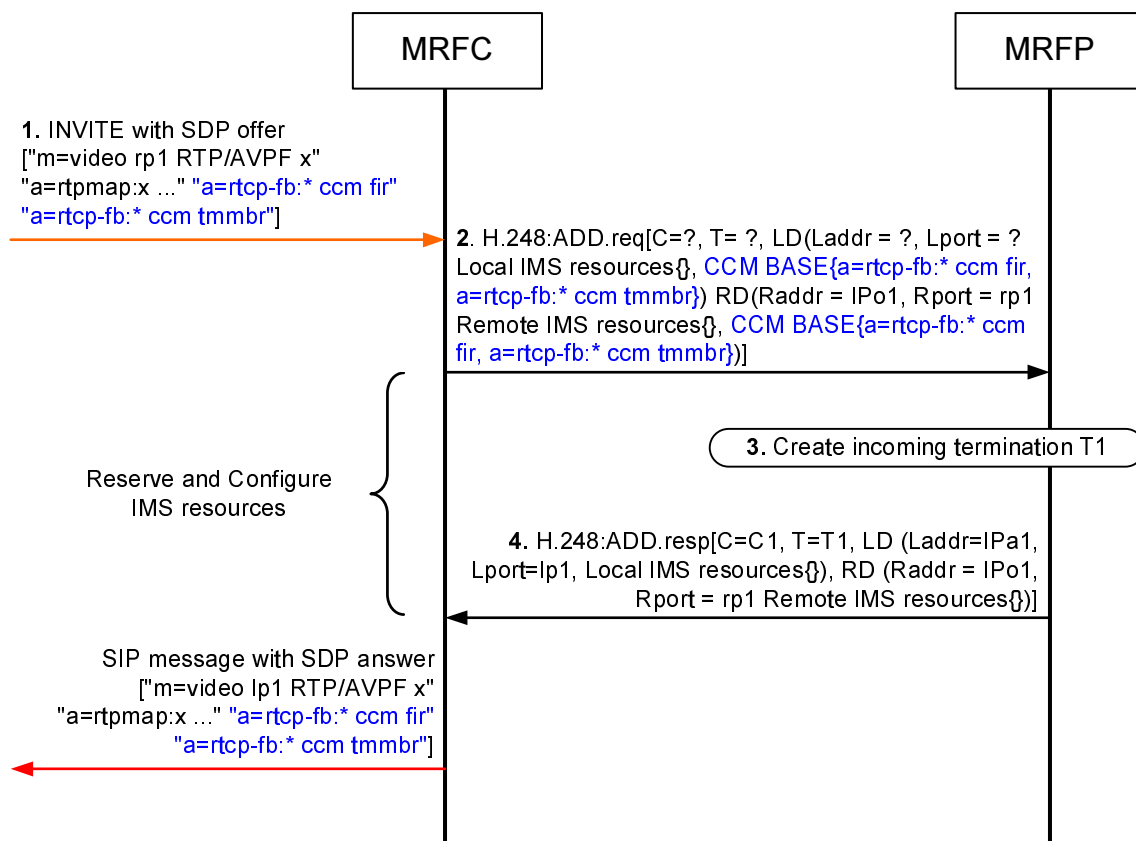 MRFC
MRFP
1. INVITE with SDP offer
["m=video rp1 RTP/AVPF x"
"a=rtpmap:x ..." "a=rtcp-fb:* ccm fir"
"a=rtcp-fb:* ccm tmmbr"]
2. H.248:ADD.req[C=?, T= ?, LD(Laddr = ?, Lport = ?
Local IMS resources{}, CCM BASE{a=rtcp-fb:* ccm fir,
a=rtcp-fb:* ccm tmmbr}) RD(Raddr = IPo1, Rport = rp1
Remote IMS resources{}, CCM BASE{a=rtcp-fb:* ccm
fir, a=rtcp-fb:* ccm tmmbr})]
3. Create incoming termination T1
Reserve and Configure
IMS resources
4. H.248:ADD.resp[C=C1, T=T1, LD (Laddr=IPa1,
Lport=lp1, Local IMS resources{}), RD (Raddr = IPo1,
Rport = rp1 Remote IMS resources{})]
SIP message with SDP answer
["m=video lp1 RTP/AVPF x"
"a=rtpmap:x ..." "a=rtcp-fb:* ccm fir"
"a=rtcp-fb:* ccm tmmbr"]